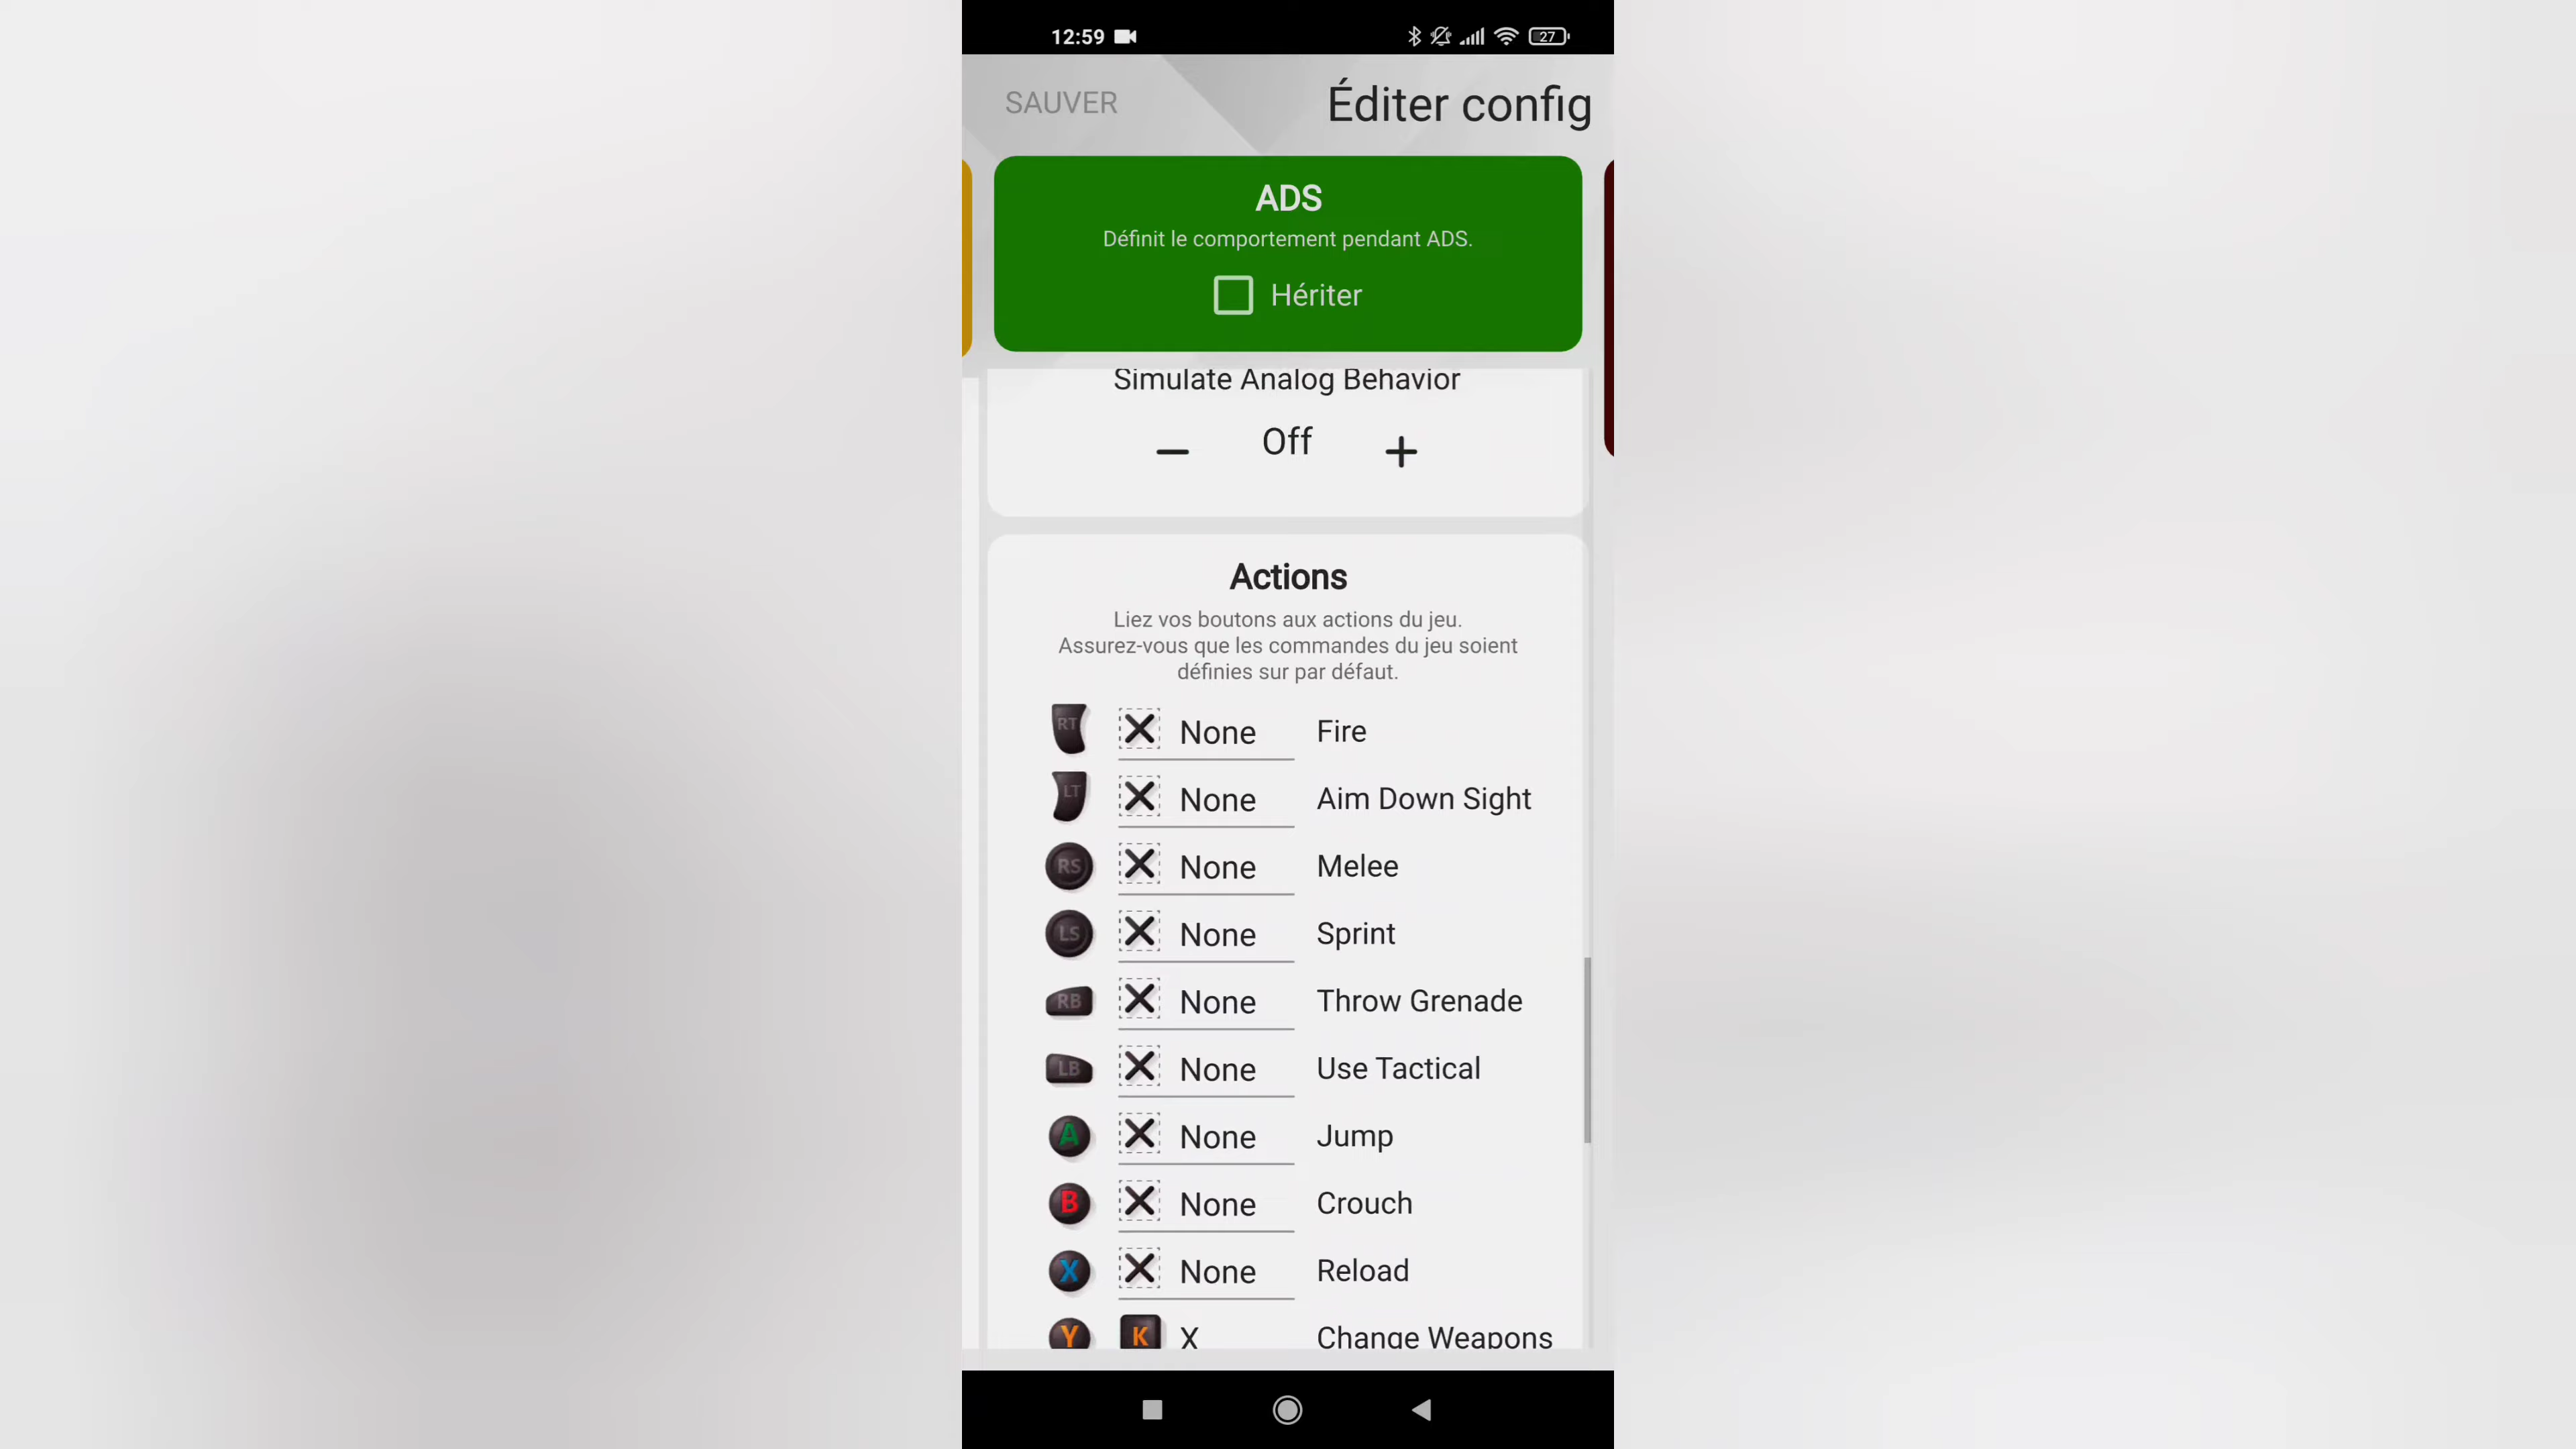 12:59 27
SAUVER Éditer config
ADS
Définit le comportement pendant ADS.
Hériter
Simulate Analog Behavior
Off
Actions
Liez vos boutons aux actions du jeu.
Assurez-vous que les commandes du jeu soient
définies sur par défaut.
RT None Fire
LT None Aim Down Sight
RS None Melee
LS None Sprint
RB None Throw Grenade
LB None Use Tactical
A None Jump
B None Crouch
X None Reload
Y K X Change Weapons